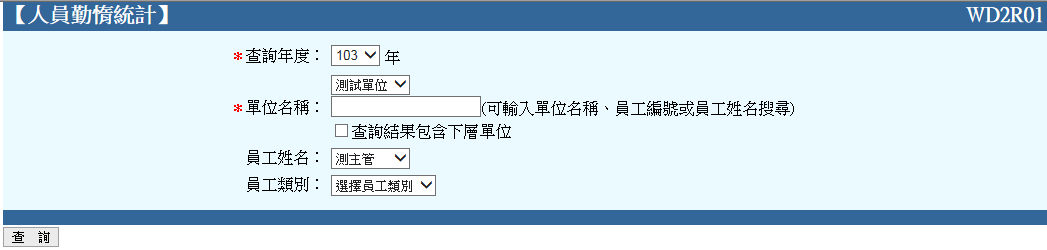 【人員勤惰統計】 WD2R01
*查詢年度： 103 年
測試單位
*單位名稱： (可輸入單位名稱、員工編號或員工姓名搜尋)
查詢結果包含下層單位
員工姓名： 測主管
員工類別： 選擇員工類別
查 詢